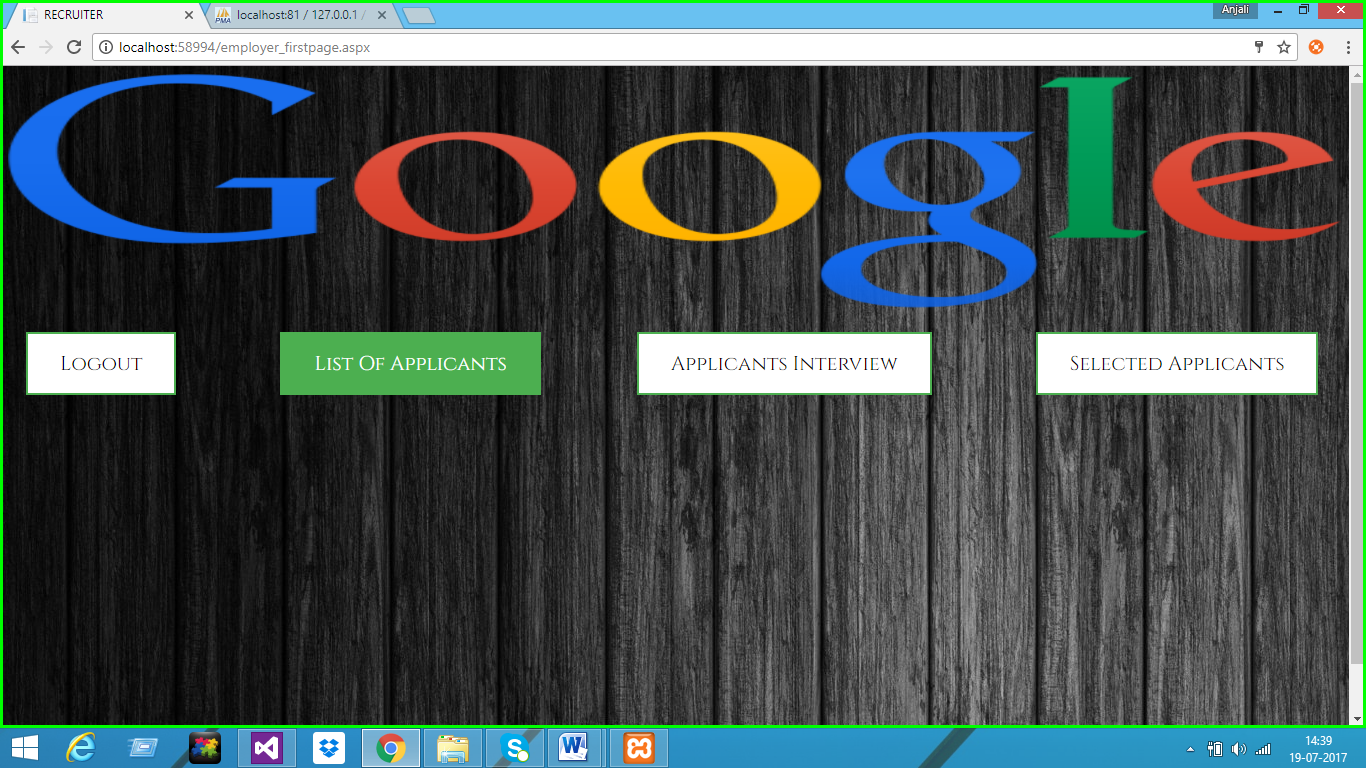 RECRUITER
localhost:81 / 127.0.0.1 /
Anjali
localhost:58994/employer_firstpage.aspx
Google
Logout
List Of Applicants
Applicants Interview
Selected Applicants
14:39
19-07-2017